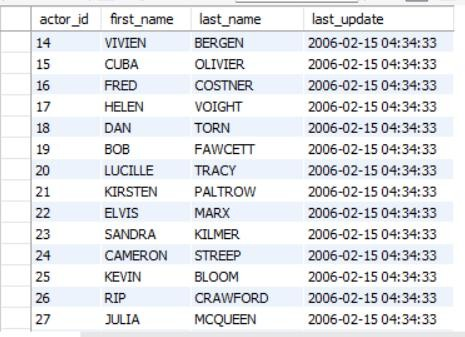 actor_id first_name last_name last_update
14 VIVIEN BERGEN 2006-02-15 04:34:33
15 CUBA OLIVIER 2006-02-15 04:34:33
16 FRED COSTNER 2006-02-15 04:34:33
17 HELEN VOIGHT 2006-02-15 04:34:33
18 DAN TORN 2006-02-15 04:34:33
19 BOB FAWCETT 2006-02-15 04:34:33
20 LUCILLE TRACY 2006-02-15 04:34:33
21 KIRSTEN PALTROW 2006-02-15 04:34:33
22 ELVIS MARX 2006-02-15 04:34:33
23 SANDRA KILMER 2006-02-15 04:34:33
24 CAMERON STREEP 2006-02-15 04:34:33
25 KEVIN BLOOM 2006-02-15 04:34:33
26 RIP CRAWFORD 2006-02-15 04:34:33
27 JULIA MCQUEEN 2006-02-15 04:34:33